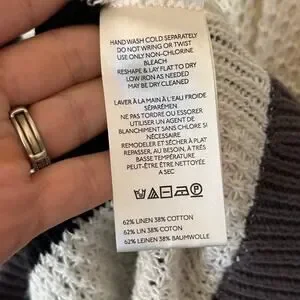 HAND WASH COLD SEPARATELY
DO NOT WRING OR TWIST
USE ONLY NON-CHLORINE
BLEACH
RESHAPE & LAY FLAT TO DRY
LOW IRON AS NEEDED
MAY BE DRY CLEANED
LAVER À LA MAIN À L'EAU FROIDE
SÉPARÉMEN
NE PAS TORDRE OU ESSORER
UTILISER UN AGENT DE
BLANCHIMENT SANS CHLORE SI
NÉCESSAIRE
REMODELER ET SÉCHER À PLAT
REPASSER, AU BESOIN, À TRÈS
BASSE TEMPÉRATURE
PEUT-ÊTRE ÊTRE NETTOYÉE
A SEC
62% LINEN 38% COTTON
62% LIN 38% COTON
62% LEINEN 38% BAUMWOLLE